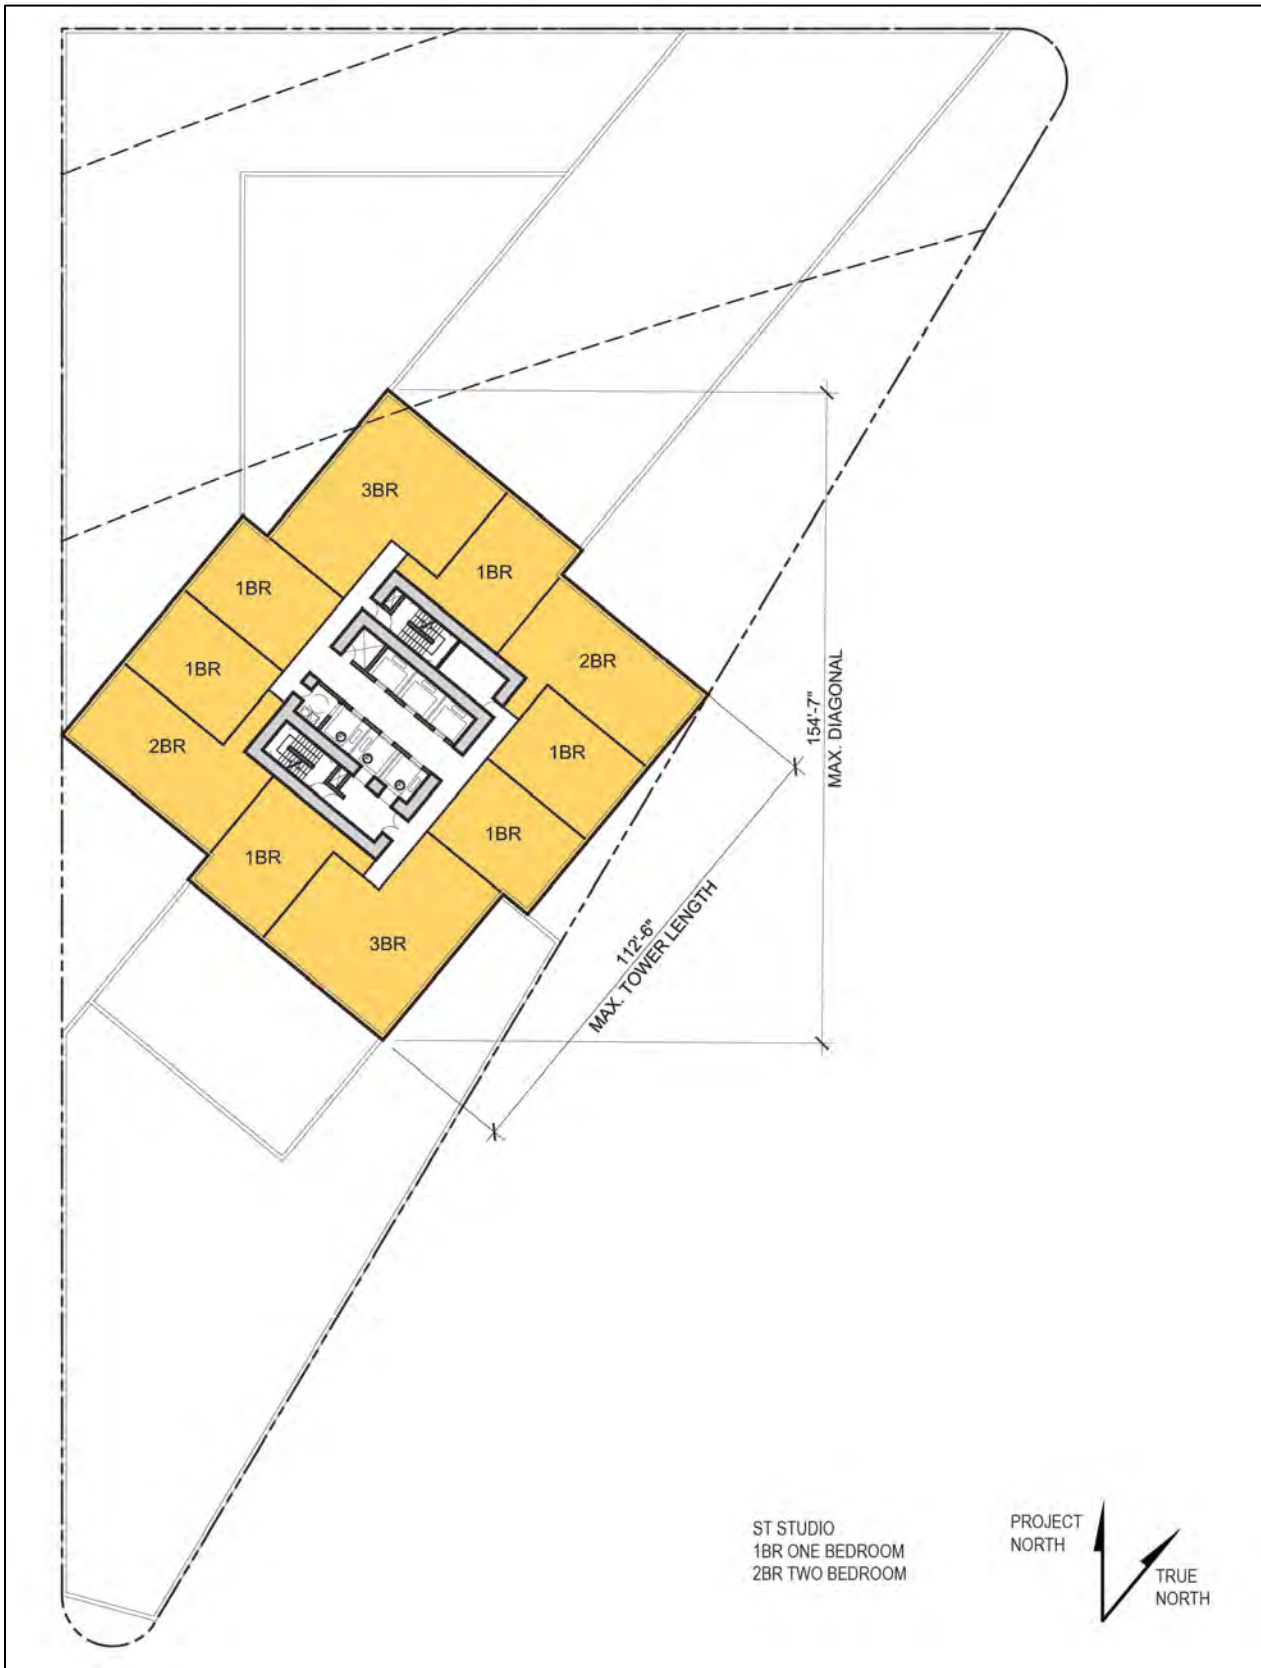 3BR
1BR
1BR
2BR
1BR
2BR
1BR
1BR
1BR
3BR
154'-7"
MAX. DIAGONAL
112'-6"
MAX. TOWER LENGTH
ST STUDIO
1BR ONE BEDROOM
2BR TWO BEDROOM
PROJECT
NORTH
TRUE
NORTH